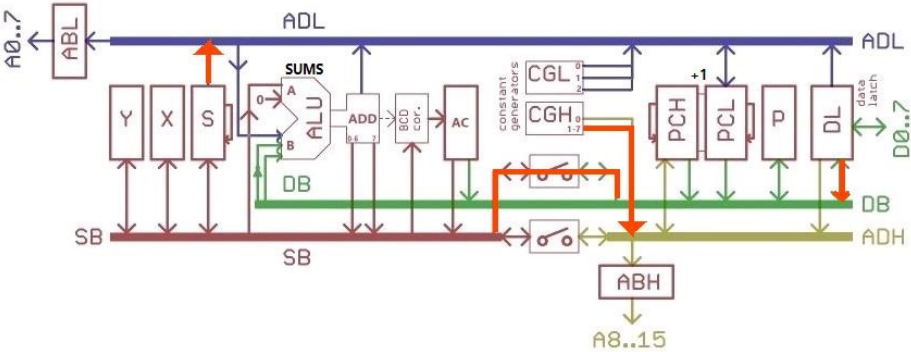 ADL
A0..7
ABL
ADL
SUMS
Y
X
S
0
A
B
ALU
ADD
0-6
7
BCD
cor.
AC
constant
generators
CGL
0
1
2
CGH
0
1-7
+1
PCH
PCL
P
DL
data
latch
D0..7
DB
DB
SB
SB
ADH
ABH
A8..15